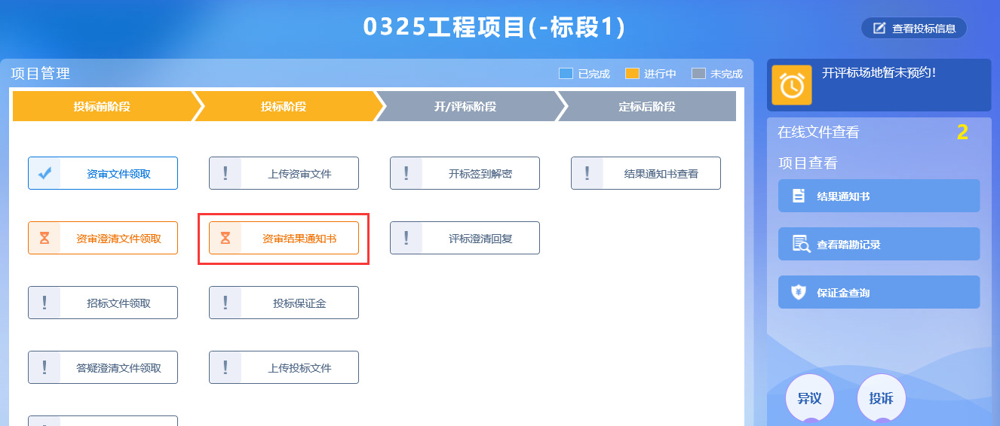 0325工程项目(-标段1)
查看投标信息
项目管理
已完成
进行中
未完成
投标前阶段
投标阶段
开/评标阶段
定标后阶段
资审文件领取
上传资审文件
开标签到解密
结果通知书查看
资审澄清文件领取
资审结果通知书
评标澄清回复
招标文件领取
投标保证金
答疑澄清文件领取
上传投标文件
开评标场地暂未预约！
在线文件查看
2
项目查看
结果通知书
查看踏勘记录
保证金查询
异议
投诉